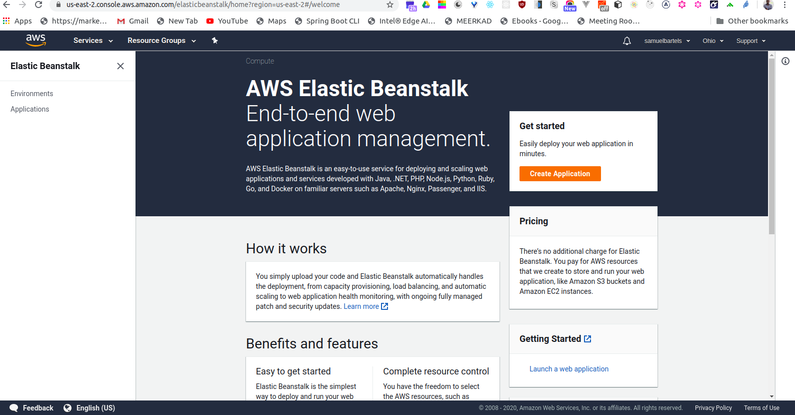 us-east-2.console.aws.amazon.com/elasticbeanstalk/home?region=us-east-2#/welcome
Apps https://marke... Gmail New Tab YouTube Maps Spring Boot CLI Intel® Edge AI... MEERKAD Ebooks - Goog... Meeting Roo... Other bookmarks
aws Services Resource Groups samuelbartels Ohio Support
Elastic Beanstalk
Environments
Applications
Compute
AWS Elastic Beanstalk
End-to-end web
application management.
AWS Elastic Beanstalk is an easy-to-use service for deploying and scaling web
applications and services developed with Java, .NET, PHP, Node.js, Python, Ruby,
Go, and Docker on familiar servers such as Apache, Nginx, Passenger, and IIS.
Get started
Easily deploy your web application in
minutes.
Create Application
Pricing
There's no additional charge for Elastic
Beanstalk. You pay for AWS resources
that we create to store and run your web
application, like Amazon S3 buckets and
Amazon EC2 instances.
Getting Started
Launch a web application
How it works
You simply upload your code and Elastic Beanstalk automatically handles
the deployment, from capacity provisioning, load balancing, and automatic
scaling to web application health monitoring, with ongoing fully managed
patch and security updates. Learn more
Benefits and features
Easy to get started
Elastic Beanstalk is the simplest
way to deploy and run your web
Complete resource control
You have the freedom to select
the AWS resources, such as
Feedback English (US) © 2008 - 2020, Amazon Web Services, Inc. or its affiliates. All rights reserved. Privacy Policy Terms of Use